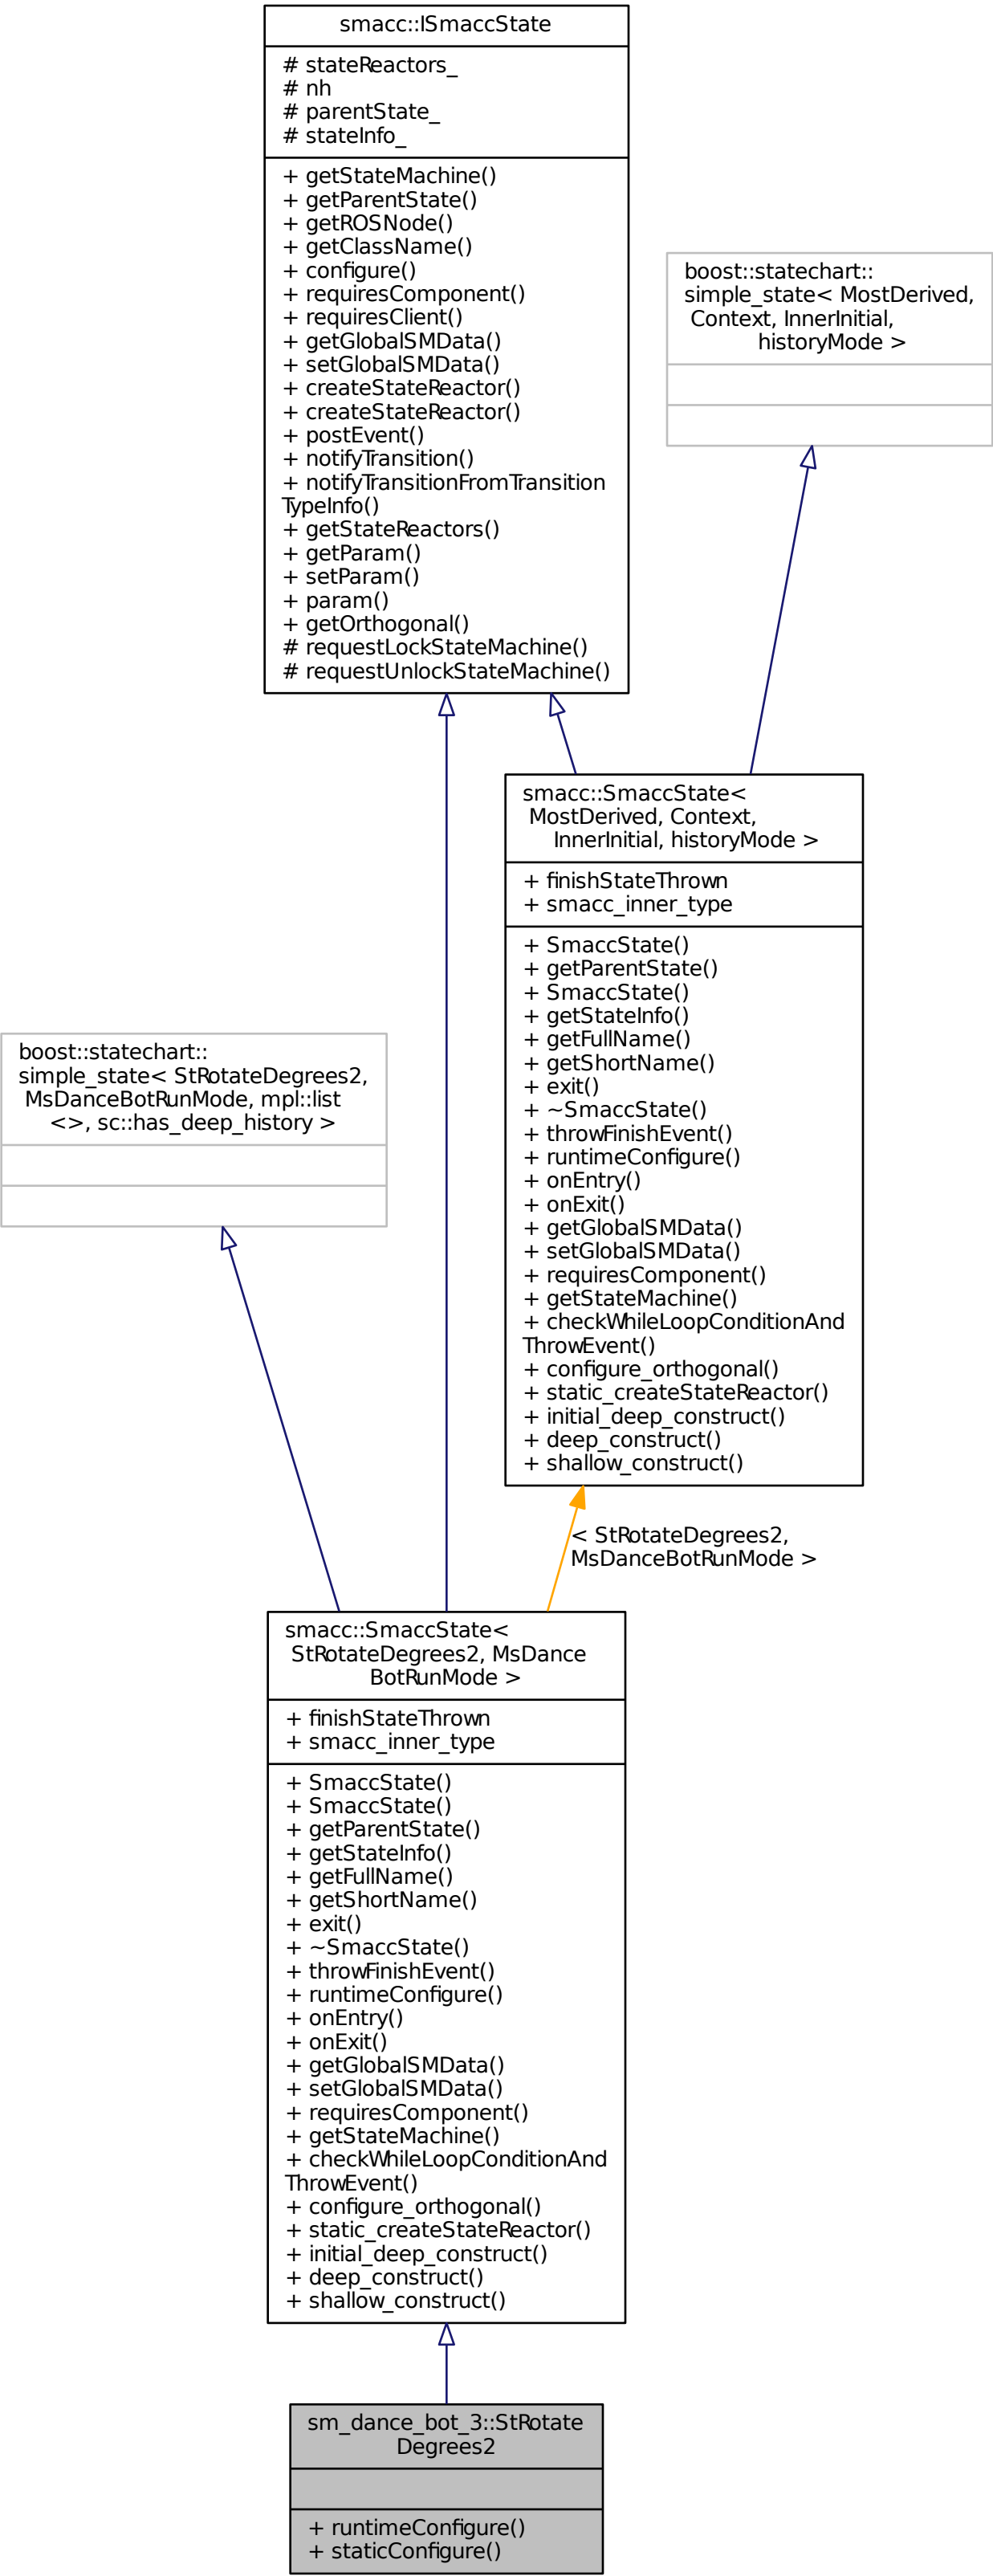 smacc::ISmaccState
# stateReactors_
# nh
# parentState_
# stateInfo_
+ getStateMachine()
+ getParentState()
+ getROSNode()
+ getClassName()
+ configure()
+ requiresComponent()
+ requiresClient()
+ getGlobalSMData()
+ setGlobalSMData()
+ createStateReactor()
+ createStateReactor()
+ postEvent()
+ notifyTransition()
+ notifyTransitionFromTransition
TypeInfo()
+ getStateReactors()
+ getParam()
+ setParam()
+ param()
+ getOrthogonal()
# requestLockStateMachine()
# requestUnlockStateMachine()
boost::statechart::
simple_state< MostDerived,
Context, InnerInitial,
historyMode >
smacc::SmaccState<
MostDerived, Context,
InnerInitial, historyMode >
+ finishStateThrown
+ smacc_inner_type
+ SmaccState()
+ getParentState()
+ SmaccState()
+ getStateInfo()
+ getFullName()
+ getShortName()
+ exit()
+ ~SmaccState()
+ throwFinishEvent()
+ runtimeConfigure()
+ onEntry()
+ onExit()
+ getGlobalSMData()
+ setGlobalSMData()
+ requiresComponent()
+ getStateMachine()
+ checkWhileLoopConditionAnd
ThrowEvent()
+ configure_orthogonal()
+ static_createStateReactor()
+ initial_deep_construct()
+ deep_construct()
+ shallow_construct()
boost::statechart::
simple_state< StRotateDegrees2,
MsDanceBotRunMode, mpl::list
<>, sc::has_deep_history >
< StRotateDegrees2,
MsDanceBotRunMode >
smacc::SmaccState<
StRotateDegrees2, MsDance
BotRunMode >
+ finishStateThrown
+ smacc_inner_type
+ SmaccState()
+ SmaccState()
+ getParentState()
+ getStateInfo()
+ getFullName()
+ getShortName()
+ exit()
+ ~SmaccState()
+ throwFinishEvent()
+ runtimeConfigure()
+ onEntry()
+ onExit()
+ getGlobalSMData()
+ setGlobalSMData()
+ requiresComponent()
+ getStateMachine()
+ checkWhileLoopConditionAnd
ThrowEvent()
+ configure_orthogonal()
+ static_createStateReactor()
+ initial_deep_construct()
+ deep_construct()
+ shallow_construct()
sm_dance_bot_3::StRotate
Degrees2
+ runtimeConfigure()
+ staticConfigure()